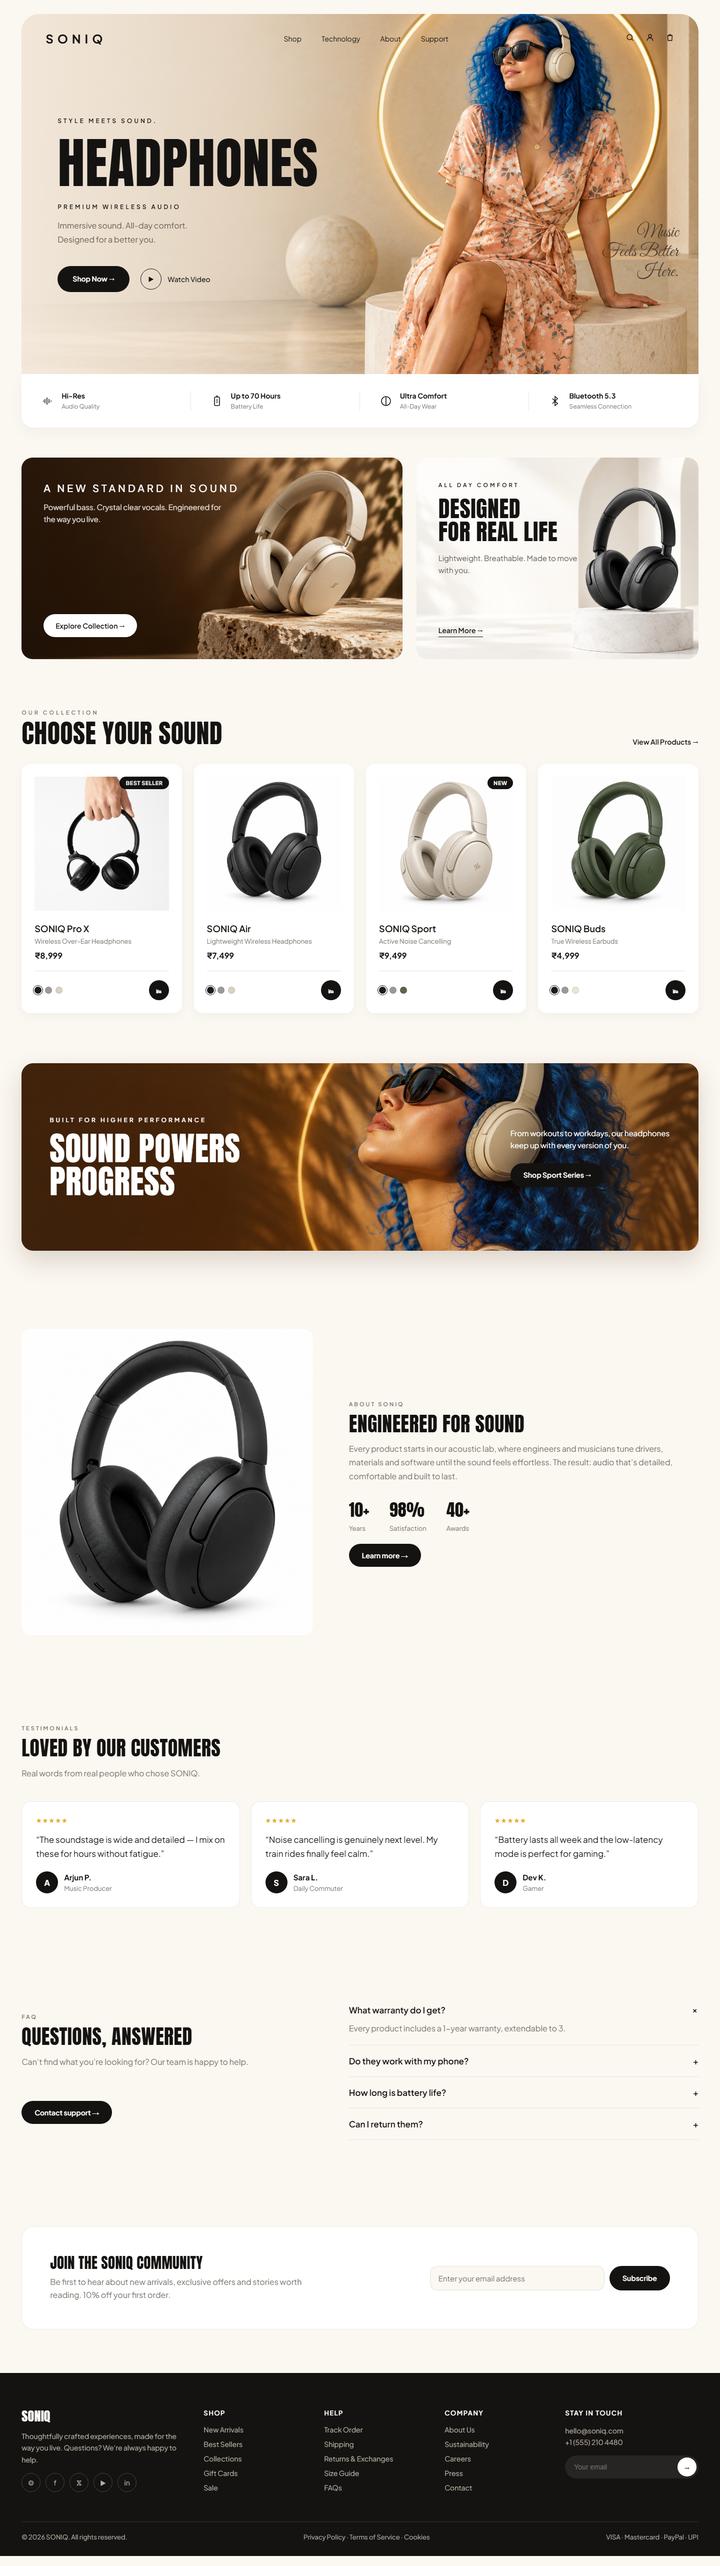 SONIQ
Shop Technology About Support
STYLE MEETS SOUND.
HEADPHONES
PREMIUM WIRELESS AUDIO
Immersive sound. All-day comfort.
Designed for a better you.
Shop Now →
Watch Video
Music
Feels Better
Here.
Hi-Res
Audio Quality
Up to 70 Hours
Battery Life
Ultra Comfort
All-Day Wear
Bluetooth 5.3
Seamless Connection
A NEW STANDARD IN SOUND
Powerful bass. Crystal clear vocals. Engineered for
the way you live.
Explore Collection →
ALL DAY COMFORT
DESIGNED
FOR REAL LIFE
Lightweight. Breathable. Made to move
with you.
Learn More →
OUR COLLECTION
CHOOSE YOUR SOUND
View All Products →
BEST SELLER
SONIQ Pro X
Wireless Over-Ear Headphones
₹8,999
SONIQ Air
Lightweight Wireless Headphones
₹7,499
NEW
SONIQ Sport
Active Noise Cancelling
₹9,499
SONIQ Buds
True Wireless Earbuds
₹4,999
BUILT FOR HIGHER PERFORMANCE
SOUND POWERS
PROGRESS
From workouts to workdays, our headphones
keep up with every version of you.
Shop Sport Series →
ABOUT SONIQ
ENGINEERED FOR SOUND
Every product starts in our acoustic lab, where engineers and musicians tune drivers,
materials and software until the sound feels effortless. The result: audio that's detailed,
comfortable and built to last.
10+
Years
98%
Satisfaction
40+
Awards
Learn more →
TESTIMONIALS
LOVED BY OUR CUSTOMERS
Real words from real people who chose SONIQ.
★★★★★
"The soundstage is wide and detailed — I mix on
these for hours without fatigue."
A
Arjun P.
Music Producer
★★★★★
"Noise cancelling is genuinely next level. My
train rides finally feel calm."
S
Sara L.
Daily Commuter
★★★★★
"Battery lasts all week and the low-latency
mode is perfect for gaming."
D
Dev K.
Gamer
FAQ
QUESTIONS, ANSWERED
Can't find what you're looking for? Our team is happy to help.
Contact support →
What warranty do I get? ×
Every product includes a 1-year warranty, extendable to 3.
Do they work with my phone? +
How long is battery life? +
Can I return them? +
JOIN THE SONIQ COMMUNITY
Be first to hear about new arrivals, exclusive offers and stories worth
reading. 10% off your first order.
Enter your email address
Subscribe
SONIQ
Thoughtfully crafted experiences, made for the
way you live. Questions? We're always happy to
help.
f 𝕏 ▶ in
SHOP
New Arrivals
Best Sellers
Collections
Gift Cards
Sale
HELP
Track Order
Shipping
Returns & Exchanges
Size Guide
FAQs
COMPANY
About Us
Sustainability
Careers
Press
Contact
STAY IN TOUCH
hello@soniq.com
+1 (555) 210 4480
Your email →
© 2026 SONIQ. All rights reserved.
Privacy Policy · Terms of Service · Cookies
VISA · Mastercard · PayPal · UPI